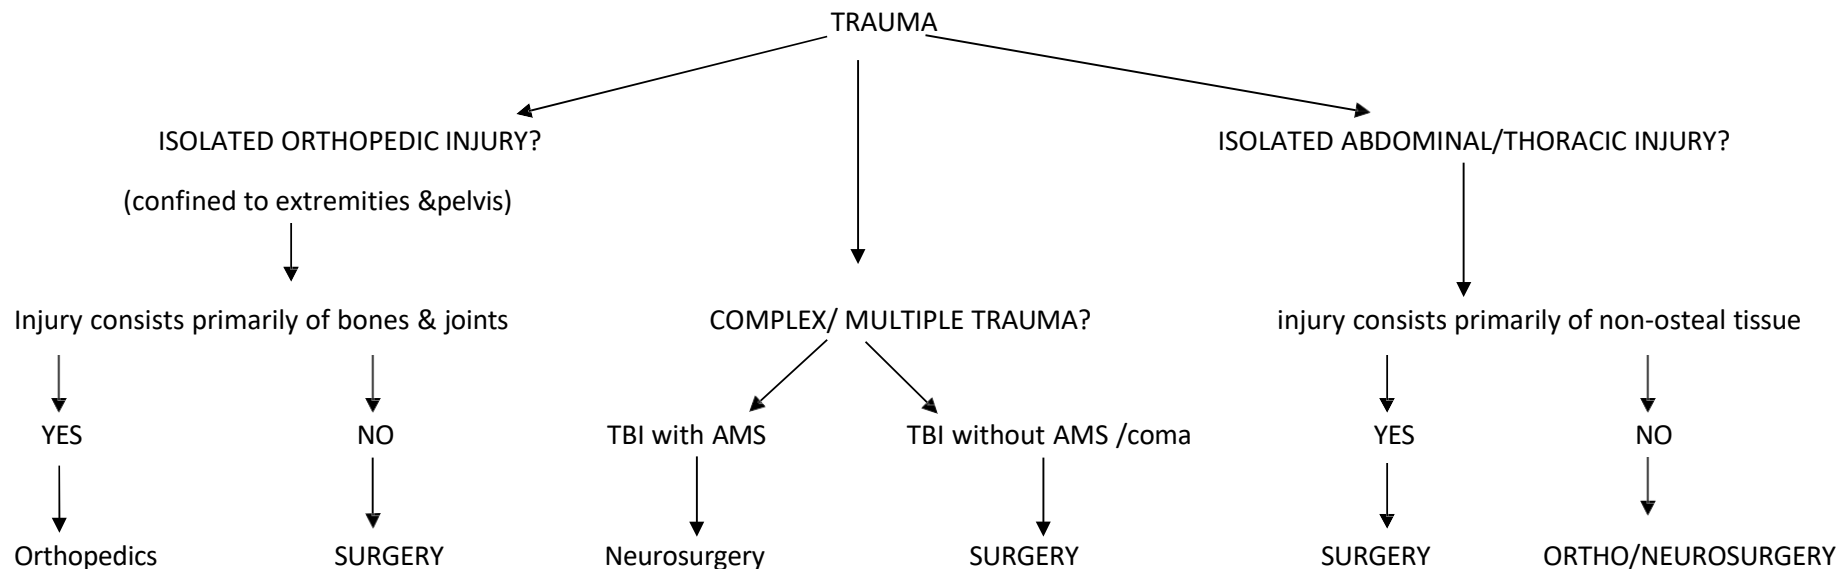 TRAUMA
ISOLATED ORTHOPEDIC INJURY?
ISOLATED ABDOMINAL/THORACIC INJURY?
(confined to extremities &pelvis)
Injury consists primarily of bones & joints
COMPLEX/ MULTIPLE TRAUMA?
injury consists primarily of non-osteal tissue
YES
NO
TBI with AMS
TBI without AMS /coma
YES
NO
Orthopedics
SURGERY
Neurosurgery
SURGERY
SURGERY
ORTHO/NEUROSURGERY